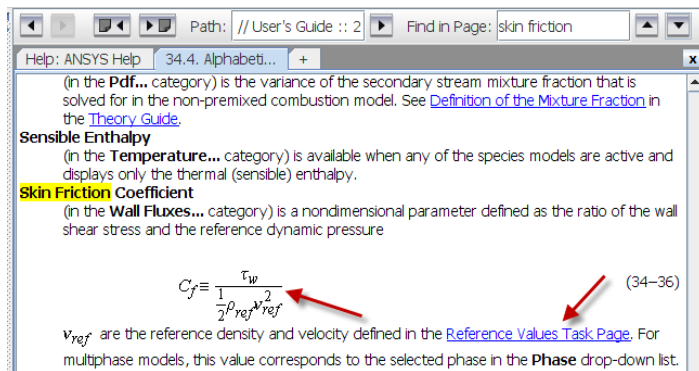 Path: // User's Guide :: 2 Find in Page: skin friction
Help: ANSYS Help 34.4. Alphabeti... + x
(in the Pdf... category) is the variance of the secondary stream mixture fraction that is
solved for in the non-premixed combustion model. See Definition of the Mixture Fraction in
the Theory Guide.
Sensible Enthalpy
(in the Temperature... category) is available when any of the species models are active and
displays only the thermal (sensible) enthalpy.
Skin Friction Coefficient
(in the Wall Fluxes... category) is a nondimensional parameter defined as the ratio of the wall
shear stress and the reference dynamic pressure
C_f ≡ τ_w / (1/2 ρ_ref v_ref^2) (34–36)
v_ref are the reference density and velocity defined in the Reference Values Task Page. For
multiphase models, this value corresponds to the selected phase in the Phase drop-down list.